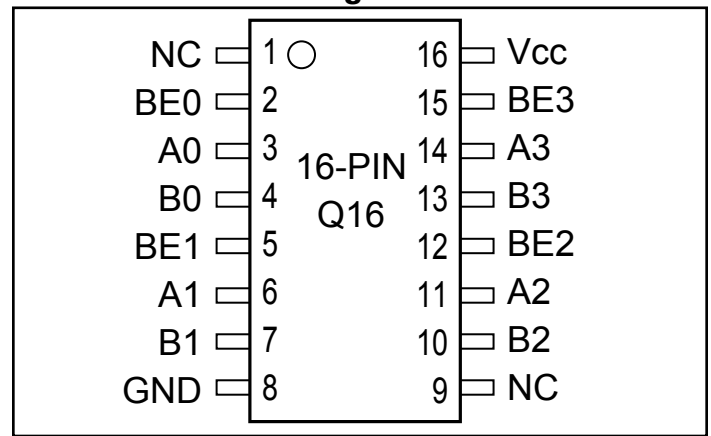 NC 1 16 Vcc
BE0 2 15 BE3
A0 3 14 A3
16-PIN
B0 4 13 B3
Q16
BE1 5 12 BE2
A1 6 11 A2
B1 7 10 B2
GND 8 9 NC